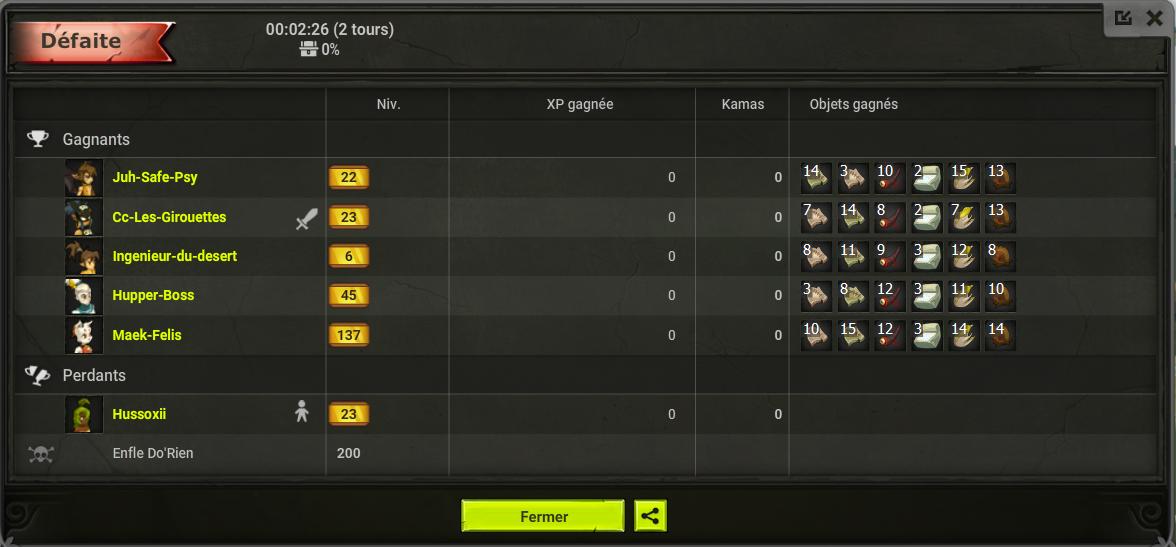 Défaite
00:02:26 (2 tours)
0%
Niv. XP gagnée Kamas Objets gagnés
Gagnants
Juh-Safe-Psy 22 0 0 14 3 10 2 15 13
Cc-Les-Girouettes 23 0 0 7 14 8 2 7 13
Ingenieur-du-desert 6 0 0 8 11 9 3 12 8
Hupper-Boss 45 0 0 3 8 12 3 11 10
Maek-Felis 137 0 0 10 15 12 3 14 14
Perdants
Hussoxii 23 0 0
Enfle Do'Rien 200
Fermer